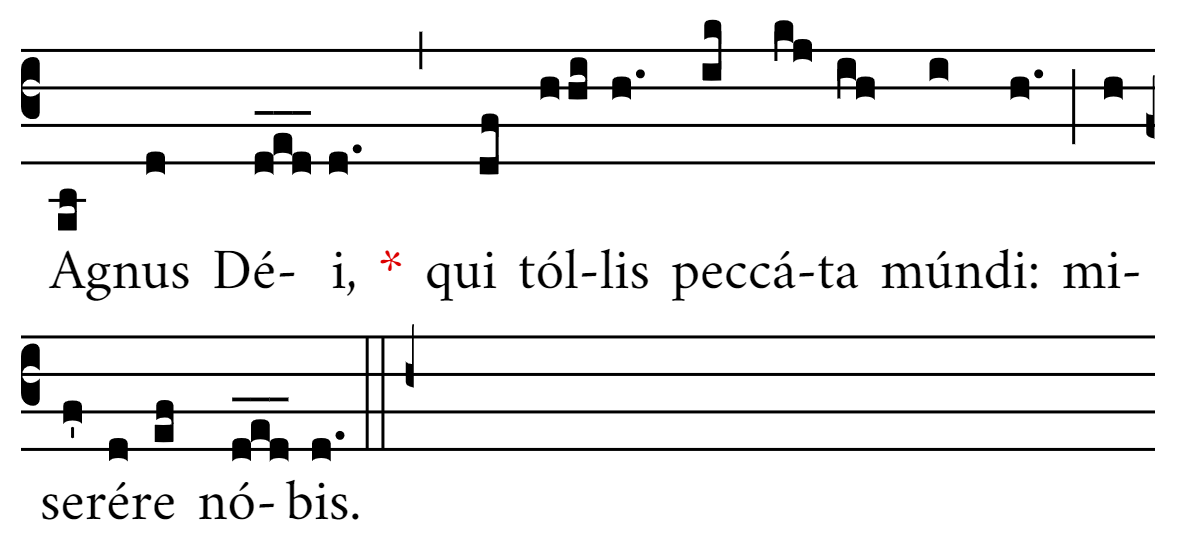 Agnus Dé- i, * qui tól-lis peccá-ta múndi: mi-
serére nó- bis.